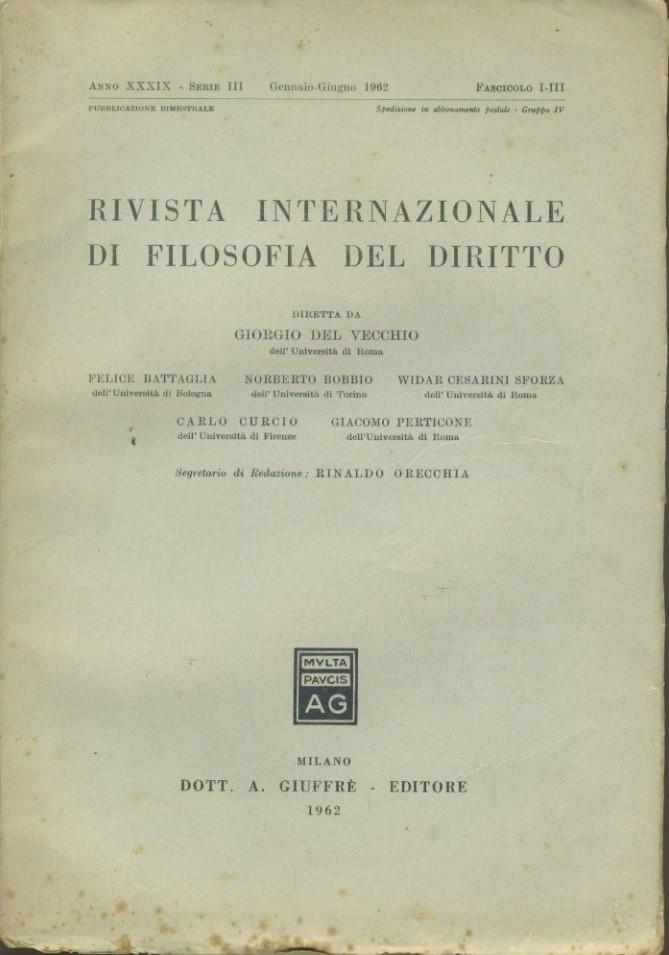 ANNO XXXIX - SERIE III Gennaio-Giugno 1962 FASCICOLO I-III
PUBBLICAZIONE BIMESTRALE Spedizione in abbonamento postale - Gruppo IV
RIVISTA INTERNAZIONALE
DI FILOSOFIA DEL DIRITTO
DIRETTA DA
GIORGIO DEL VECCHIO
dell'Università di Roma
FELICE BATTAGLIA NORBERTO BOBBIO WIDAR CESARINI SFORZA
dell'Università di Bologna dell'Università di Torino dell'Università di Roma
CARLO CURCIO GIACOMO PERTICONE
dell'Università di Firenze dell'Università di Roma
Segretario di Redazione: RINALDO ORECCHIA
MVLTA
PAVCIS
AG
MILANO
DOTT. A. GIUFFRÈ - EDITORE
1962